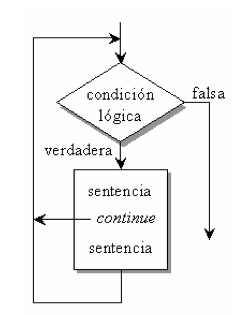 condición
lógica
falsa
verdadera
sentencia
continue
sentencia